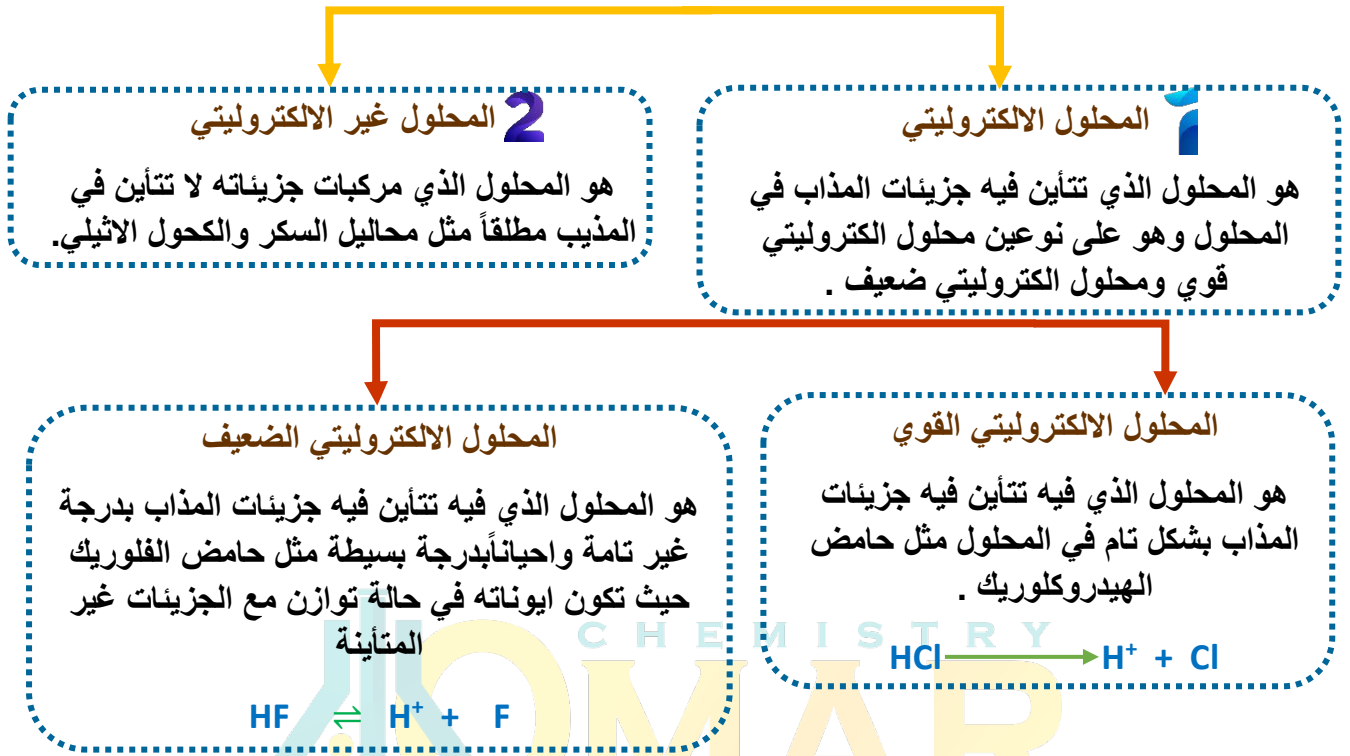 1 المحلول الالكتروليتي
هو المحلول الذي تتأين فيه جزيئات المذاب في
المحلول وهو على نوعين محلول الكتروليتي
قوي ومحلول الكتروليتي ضعيف .
2 المحلول غير الالكتروليتي
هو المحلول الذي مركبات جزيئاته لا تتأين في
المذيب مطلقاً مثل محاليل السكر والكحول الاثيلي.
المحلول الالكتروليتي القوي
هو المحلول الذي فيه تتأين فيه جزيئات
المذاب بشكل تام في المحلول مثل حامض
الهيدروكلوريك .
HCl → H⁺ + Cl
المحلول الالكتروليتي الضعيف
هو المحلول الذي فيه تتأين فيه جزيئات المذاب بدرجة
غير تامة واحياناًبدرجة بسيطة مثل حامض الفلوريك
حيث تكون ايوناته في حالة توازن مع الجزيئات غير
المتأينة
HF ⇌ H⁺ + F
CHEMISTRY
OMAR